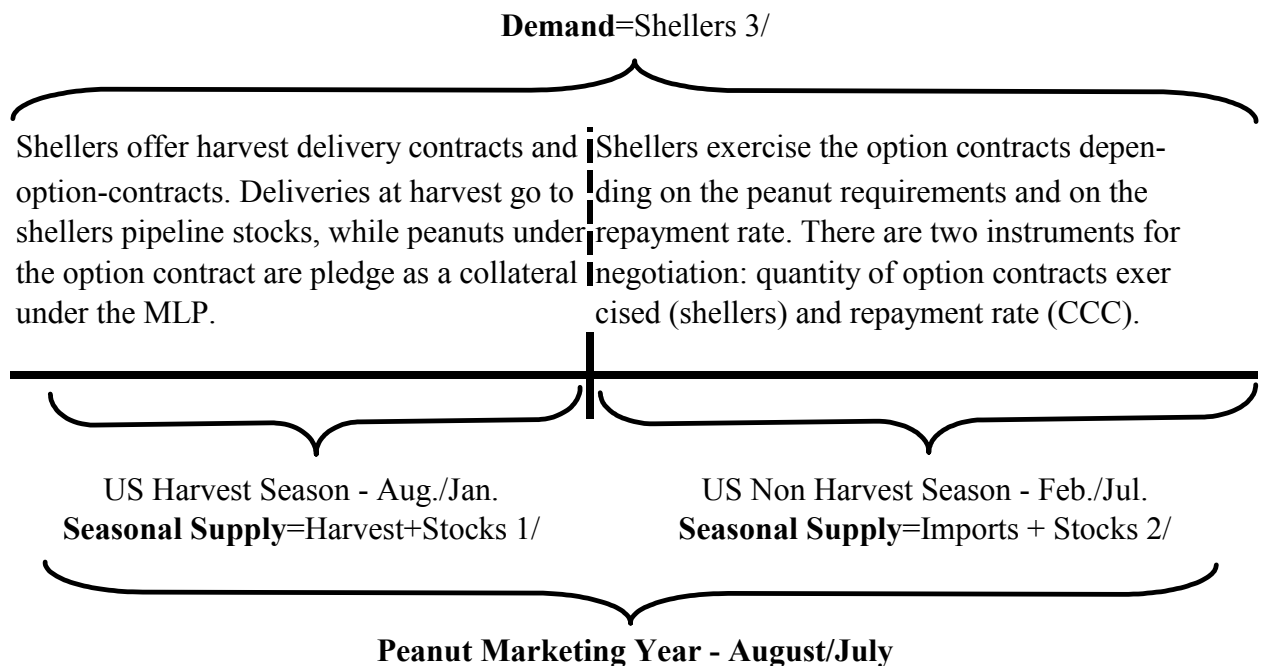 Demand=Shellers 3/
Shellers offer harvest delivery contracts and
option-contracts. Deliveries at harvest go to
shellers pipeline stocks, while peanuts under
the option contract are pledge as a collateral
under the MLP.
Shellers exercise the option contracts depen-
ding on the peanut requirements and on the
repayment rate. There are two instruments for
negotiation: quantity of option contracts exer
cised (shellers) and repayment rate (CCC).
US Harvest Season - Aug./Jan.
Seasonal Supply=Harvest+Stocks 1/
US Non Harvest Season - Feb./Jul.
Seasonal Supply=Imports + Stocks 2/
Peanut Marketing Year - August/July